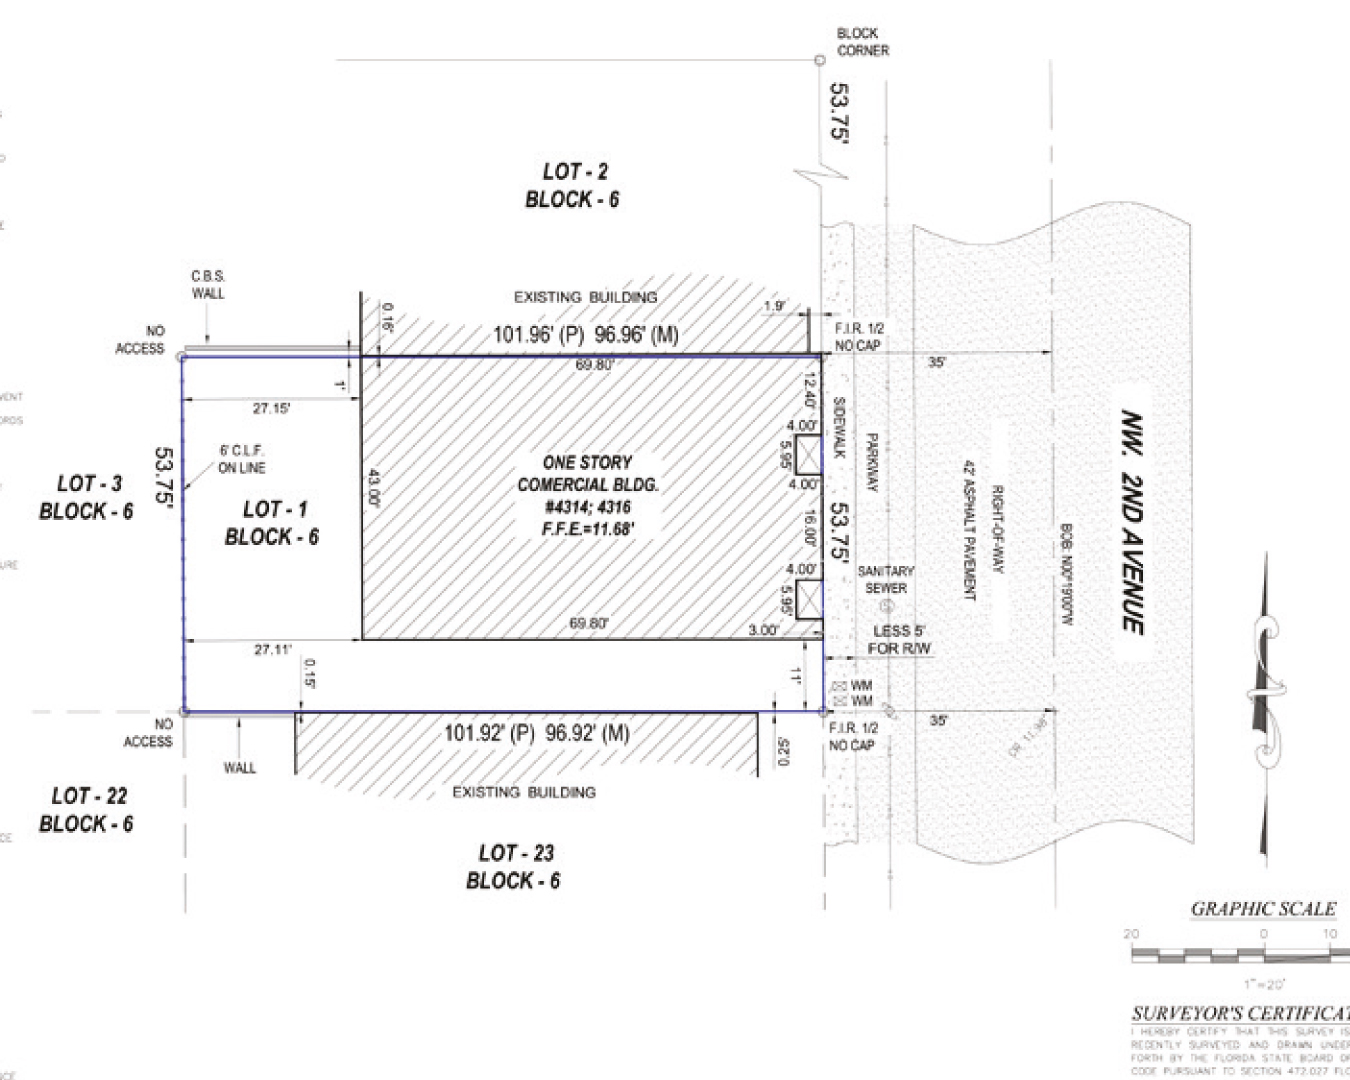 BLOCK
CORNER
53.75'
LOT - 2
BLOCK - 6
C.B.S.
WALL
EXISTING BUILDING
0.16'
1.9'
101.96' (P) 96.96' (M)
NO
ACCESS
F.I.R. 1/2
NO CAP
35'
69.80'
1'
27.15'
12.40'
4.00'
5.95'
4.00'
SIDEWALK
PARKWAY
6' C.L.F.
ON LINE
53.75'
43.00'
ONE STORY
COMERCIAL BLDG.
#4314; 4316
F.F.E.=11.68'
LOT - 3
BLOCK - 6
LOT - 1
BLOCK - 6
16.00'
53.75'
42' ASPHALT PAVEMENT
RIGHT-OF-WAY
BOB: N00°19'00"W
NW. 2ND AVENUE
4.00'
5.95'
SANITARY
SEWER
69.80'
3.00'
LESS 5'
FOR R/W
27.11'
0.15'
11'
WM
WM
NO
ACCESS
101.92' (P) 96.92' (M)
0.25'
F.I.R. 1/2
NO CAP
35'
WALL
EXISTING BUILDING
LOT - 22
BLOCK - 6
LOT - 23
BLOCK - 6
GRAPHIC SCALE
20 0 10
1"=20'
SURVEYOR'S CERTIFICAT
I HEREBY CERTIFY THAT THIS SURVEY IS
RECENTLY SURVEYED AND DRAWN UNDER
FORTH BY THE FLORIDA STATE BOARD OF
CODE PURSUANT TO SECTION 472.027 FLO